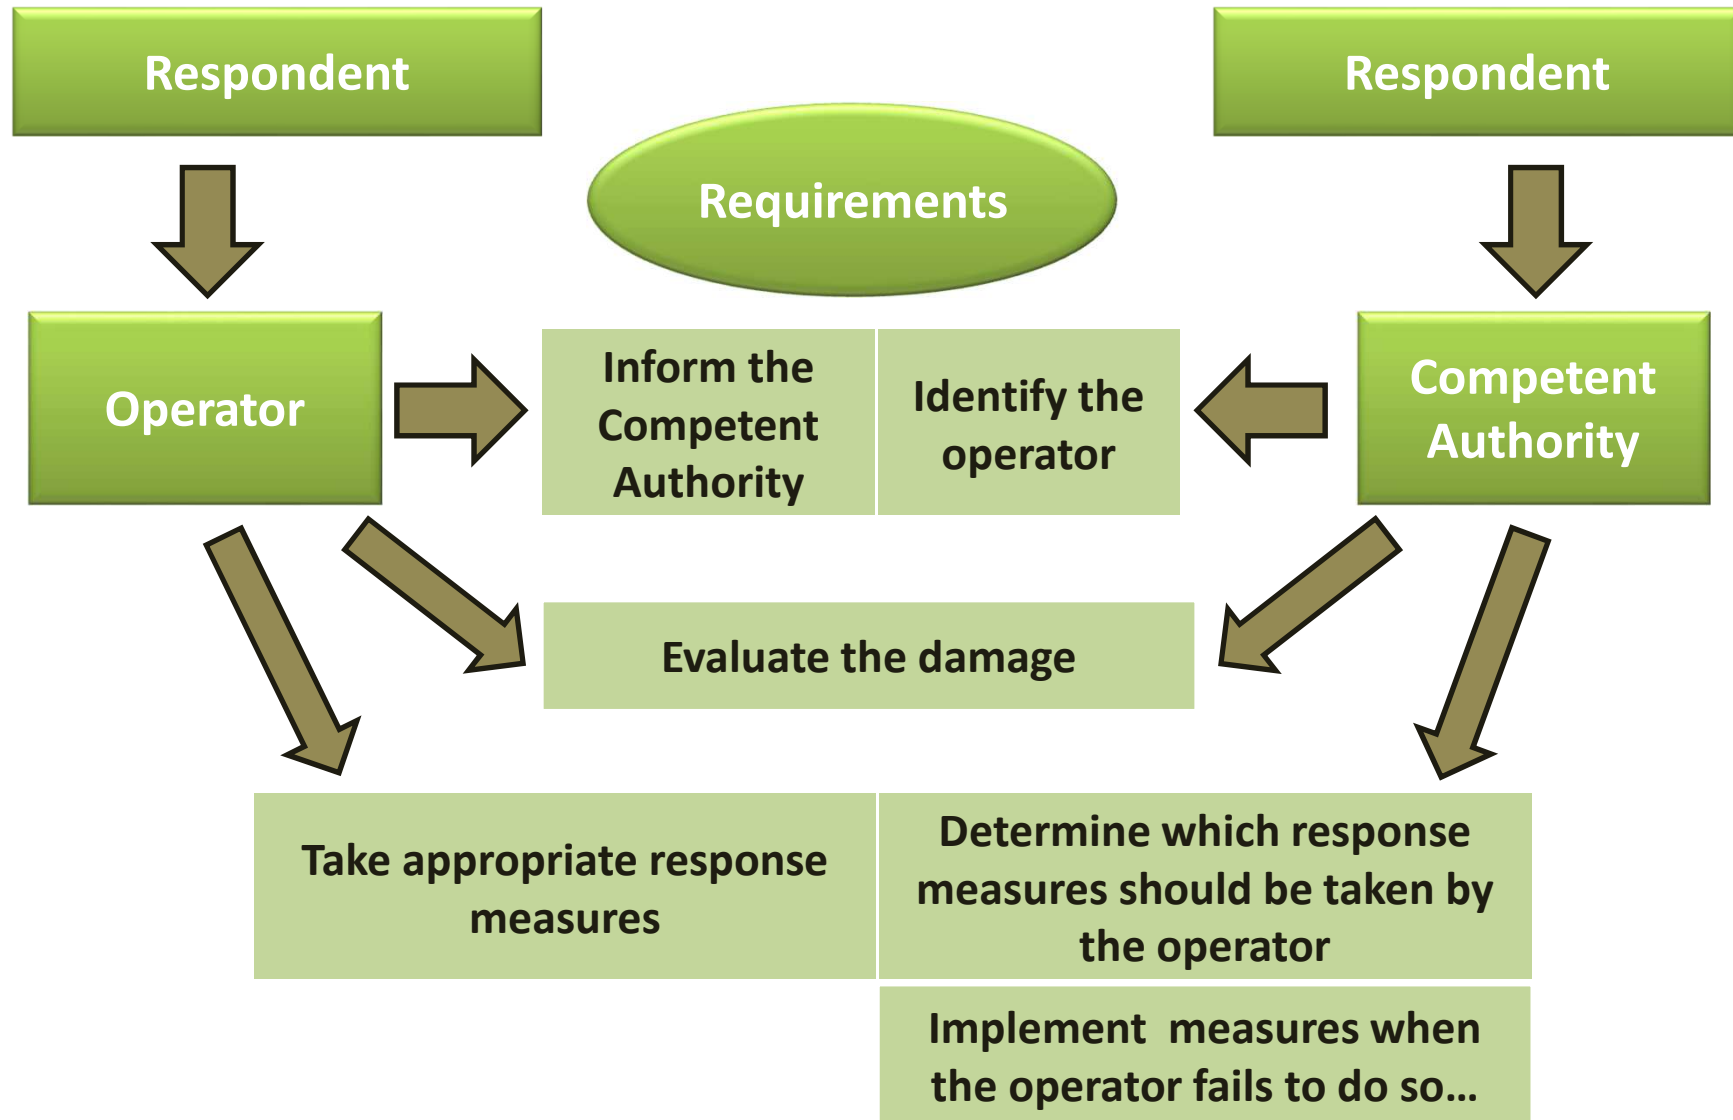 Respondent
Respondent
Requirements
Operator
Inform the
Competent
Authority
Identify the
operator
Competent
Authority
Evaluate the damage
Take appropriate response
measures
Determine which response
measures should be taken by
the operator
Implement  measures when
the operator fails to do so…